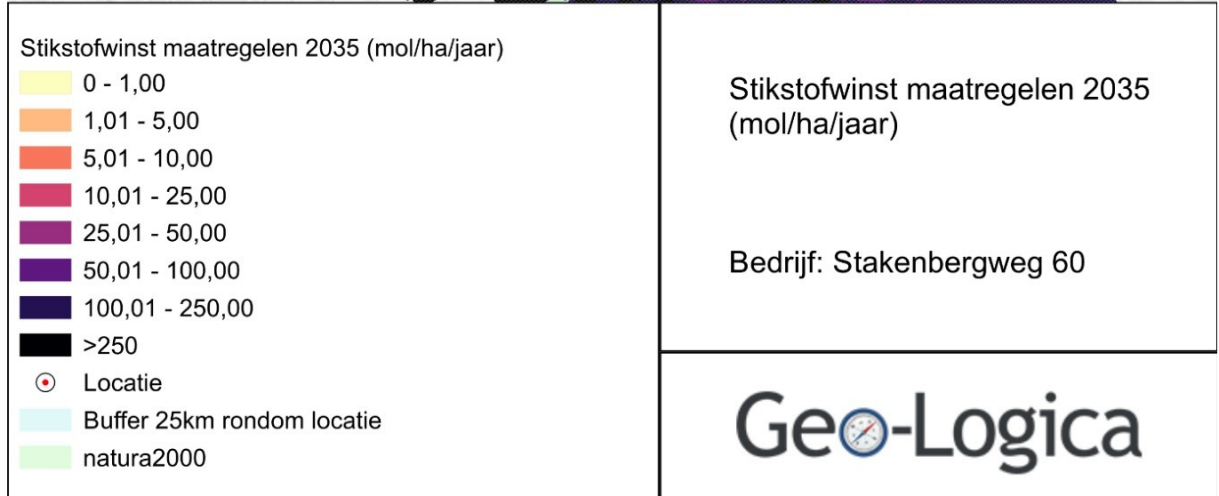 Stikstofwinst maatregelen 2035 (mol/ha/jaar)
0 - 1,00
1,01 - 5,00
5,01 - 10,00
10,01 - 25,00
25,01 - 50,00
50,01 - 100,00
100,01 - 250,00
>250
Locatie
Buffer 25km rondom locatie
natura2000
Stikstofwinst maatregelen 2035
(mol/ha/jaar)
Bedrijf: Stakenbergweg 60
Geo-Logica